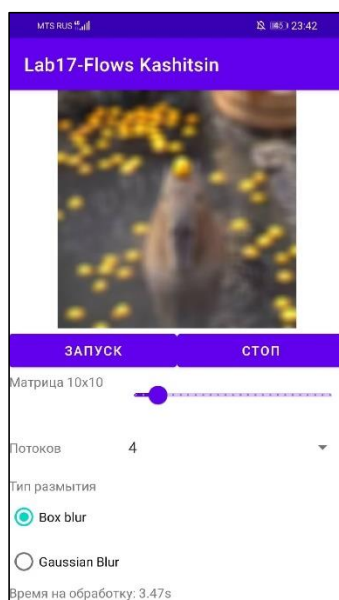 MTS RUS 23:42
Lab17-Flows Kashitsin
ЗАПУСК СТОП
Матрица 10x10
Потоков 4
Тип размытия
Box blur
Gaussian Blur
Время на обработку: 3.47s